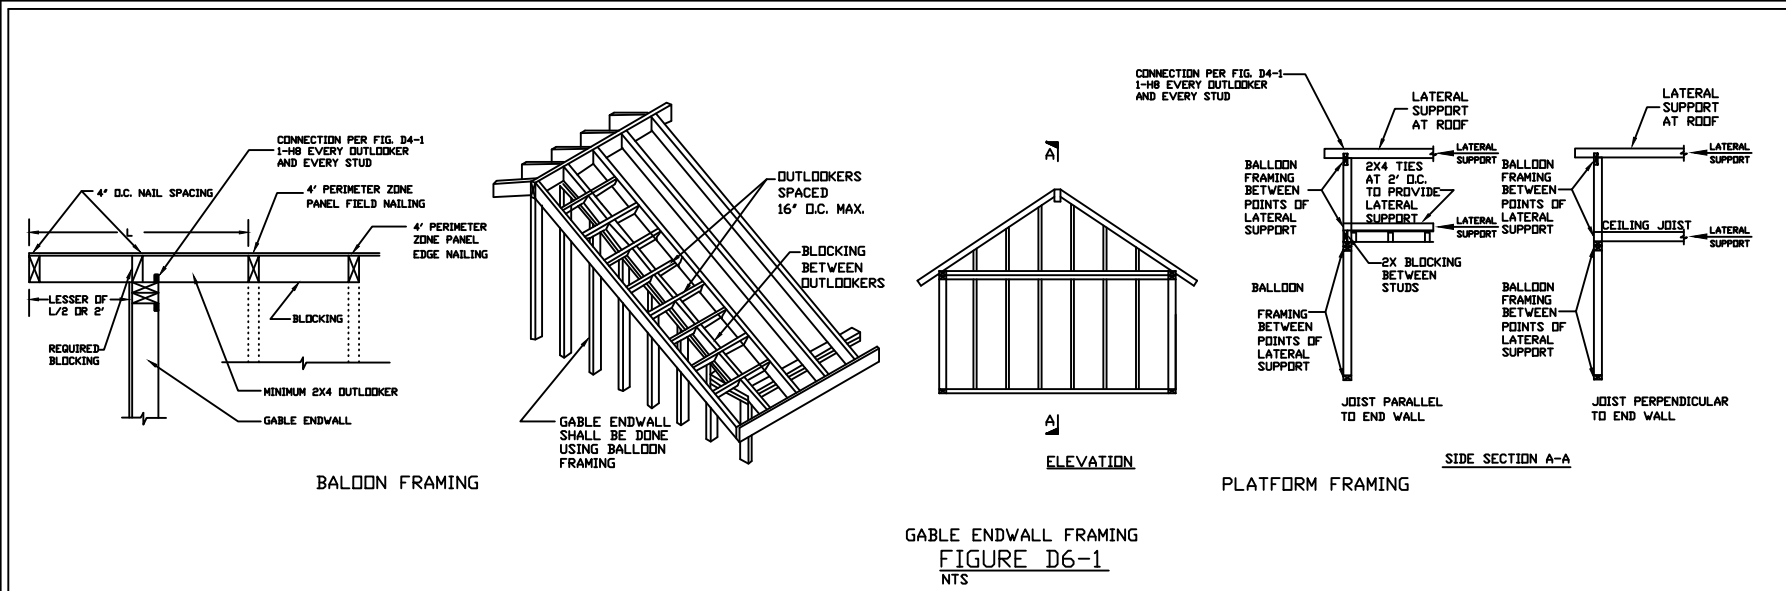 CONNECTION PER FIG. D4-1
1-H8 EVERY OUTLOOKER
AND EVERY STUD
4" O.C. NAIL SPACING
4' PERIMETER ZONE
PANEL FIELD NAILING
4' PERIMETER
ZONE PANEL
EDGE NAILING
L
LESSER OF
L/2 OR 2'
BLOCKING
REQUIRED
BLOCKING
MINIMUM 2X4 OUTLOOKER
GABLE ENDWALL
BALOON FRAMING
OUTLOOKERS
SPACED
16" O.C. MAX.
BLOCKING
BETWEEN
OUTLOOKERS
GABLE ENDWALL
SHALL BE DONE
USING BALLOON
FRAMING
A
A
ELEVATION
CONNECTION PER FIG. D4-1
1-H8 EVERY OUTLOOKER
AND EVERY STUD
LATERAL
SUPPORT
AT ROOF
LATERAL
SUPPORT
BALLOON
FRAMING
BETWEEN
POINTS OF
LATERAL
SUPPORT
2X4 TIES
AT 2' O.C.
TO PROVIDE
LATERAL
SUPPORT
LATERAL
SUPPORT
2X BLOCKING
BETWEEN
STUDS
BALLOON
FRAMING
BETWEEN
POINTS OF
LATERAL
SUPPORT
JOIST PARALLEL
TO END WALL
LATERAL
SUPPORT
AT ROOF
LATERAL
SUPPORT
BALLOON
FRAMING
BETWEEN
POINTS OF
LATERAL
SUPPORT
CEILING JOIST
LATERAL
SUPPORT
BALLOON
FRAMING
BETWEEN
POINTS OF
LATERAL
SUPPORT
JOIST PERPENDICULAR
TO END WALL
SIDE SECTION A-A
PLATFORM FRAMING
GABLE ENDWALL FRAMING
FIGURE D6-1
NTS